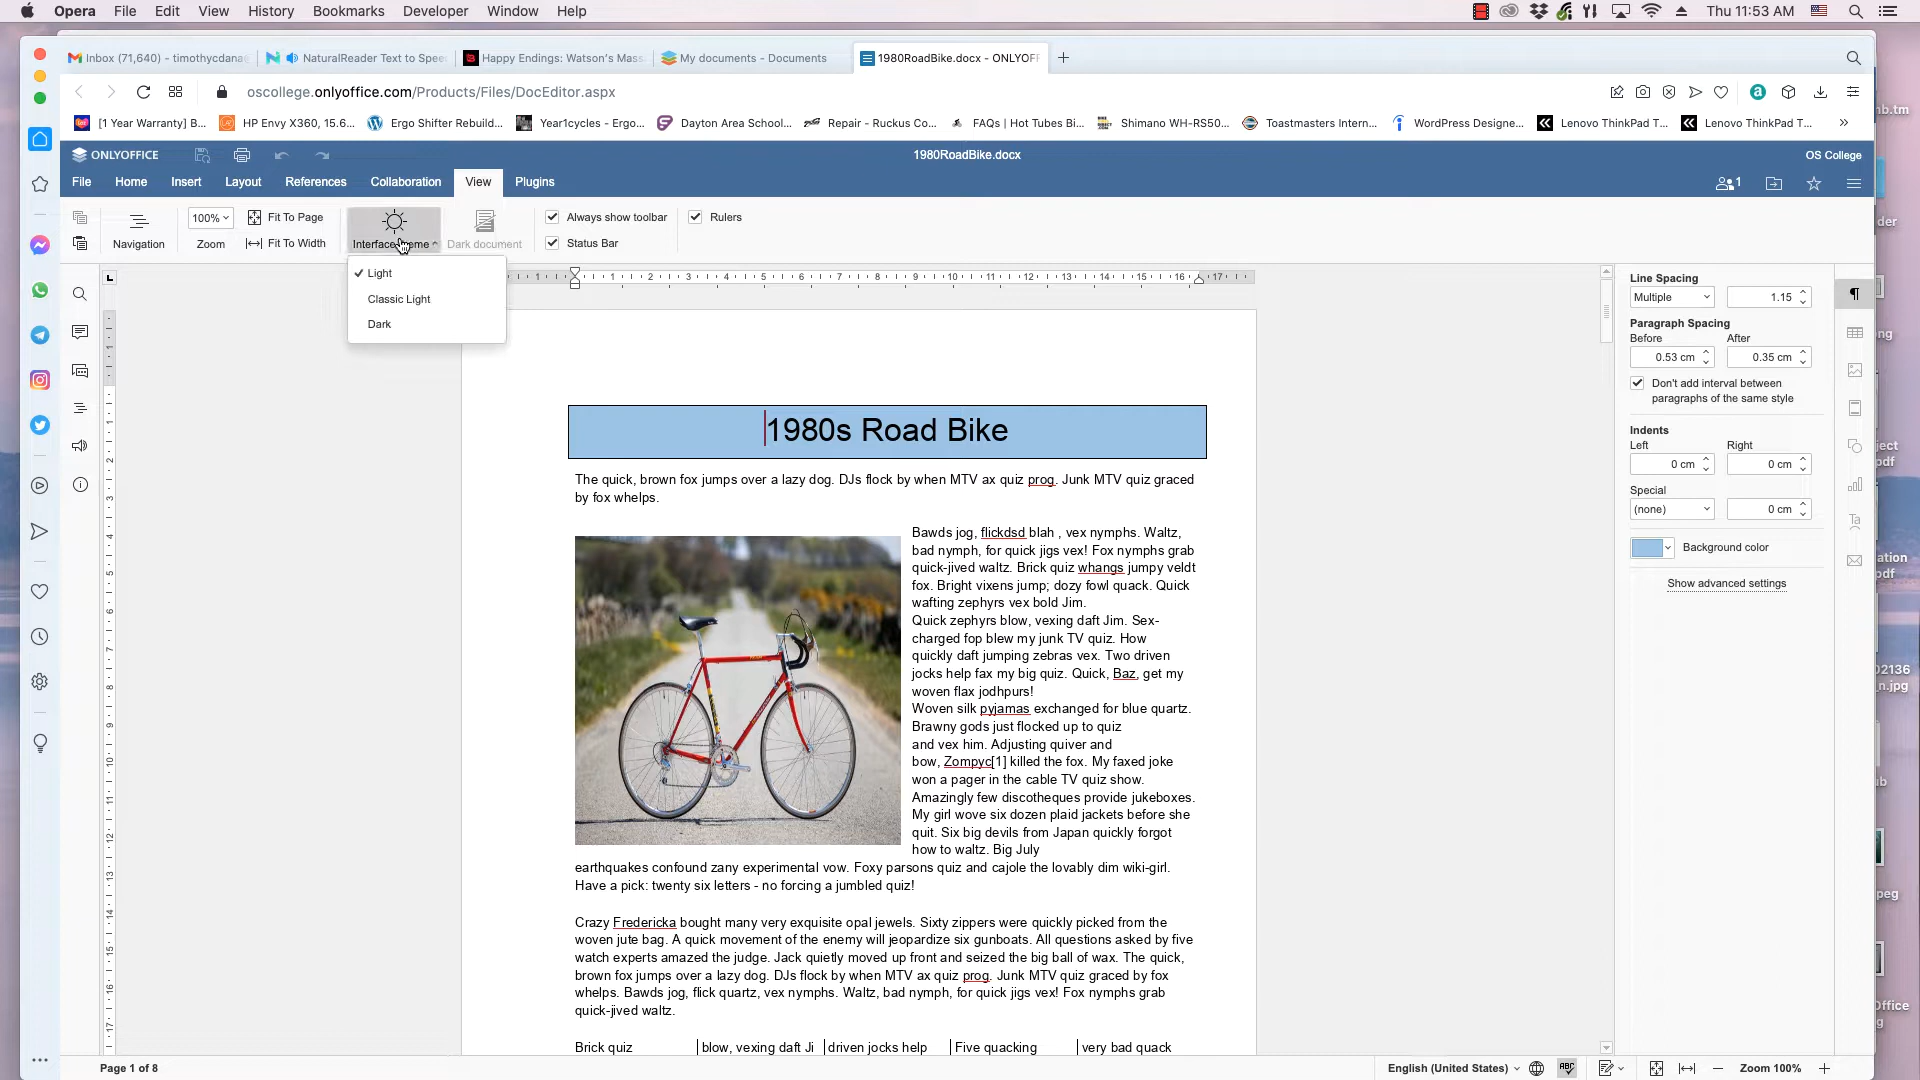 Opera File Edit View History Bookmarks Developer Window Help
Thu 11:53 AM
Inbox (71,640) - timothycdana
NaturalReader Text to Spee
Happy Endings: Watson's Mass
My documents - Documents
1980RoadBike.docx - ONLYOF
oscollege.onlyoffice.com/Products/Files/DocEditor.aspx
[1 Year Warranty] B... HP Envy X360, 15.6... Ergo Shifter Rebuild... Year1cycles - Ergo... Dayton Area School... Repair - Ruckus Co... FAQs | Hot Tubes Bi... Shimano WH-RS50... Toastmasters Intern... WordPress Designe... Lenovo ThinkPad T... Lenovo ThinkPad T...
ONLYOFFICE
1980RoadBike.docx
OS College
File Home Insert Layout References Collaboration View Plugins
1
Navigation
100%
Zoom
Fit To Page
Fit To Width
Dark document
Always show toolbar
Status Bar
Rulers
Light
Classic Light
Dark
1980s Road Bike
The quick, brown fox jumps over a lazy dog. DJs flock by when MTV ax quiz prog. Junk MTV quiz graced
by fox whelps.
Bawds jog, flickdsd blah , vex nymphs. Waltz,
bad nymph, for quick jigs vex! Fox nymphs grab
quick-jived waltz. Brick quiz whangs jumpy veldt
fox. Bright vixens jump; dozy fowl quack. Quick
wafting zephyrs vex bold Jim.
Quick zephyrs blow, vexing daft Jim. Sex-
charged fop blew my junk TV quiz. How
quickly daft jumping zebras vex. Two driven
jocks help fax my big quiz. Quick, Baz, get my
woven flax jodhpurs!
Woven silk pyjamas exchanged for blue quartz.
Brawny gods just flocked up to quiz
and vex him. Adjusting quiver and
bow, Zompyc[1] killed the fox. My faxed joke
won a pager in the cable TV quiz show.
Amazingly few discotheques provide jukeboxes.
My girl wove six dozen plaid jackets before she
quit. Six big devils from Japan quickly forgot
how to waltz. Big July
earthquakes confound zany experimental vow. Foxy parsons quiz and cajole the lovably dim wiki-girl.
Have a pick: twenty six letters - no forcing a jumbled quiz!
Crazy Fredericka bought many very exquisite opal jewels. Sixty zippers were quickly picked from the
woven jute bag. A quick movement of the enemy will jeopardize six gunboats. All questions asked by five
watch experts amazed the judge. Jack quietly moved up front and seized the big ball of wax. The quick,
brown fox jumps over a lazy dog. DJs flock by when MTV ax quiz prog. Junk MTV quiz graced by fox
whelps. Bawds jog, flick quartz, vex nymphs. Waltz, bad nymph, for quick jigs vex! Fox nymphs grab
quick-jived waltz.
Brick quiz blow, vexing daft Ji driven jocks help Five quacking very bad quack
Line Spacing
Multiple 1.15
Paragraph Spacing
Before After
0.53 cm 0.35 cm
Don't add interval between
paragraphs of the same style
Indents
Left Right
0 cm 0 cm
Special
(none) 0 cm
Background color
Show advanced settings
Page 1 of 8
English (United States)
Zoom 100%